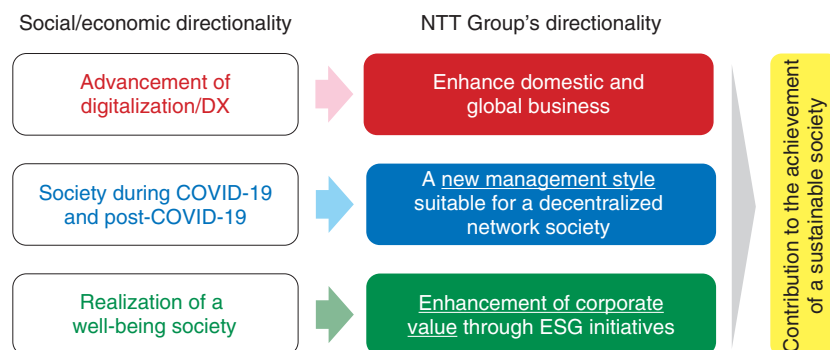 Social/economic directionality
NTT Group's directionality
Advancement of
digitalization/DX
Enhance domestic and
global business
Society during COVID-19
and post-COVID-19
A new management style
suitable for a decentralized
network society
Realization of a
well-being society
Enhancement of corporate
value through ESG initiatives
Contribution to the achievement
of a sustainable society